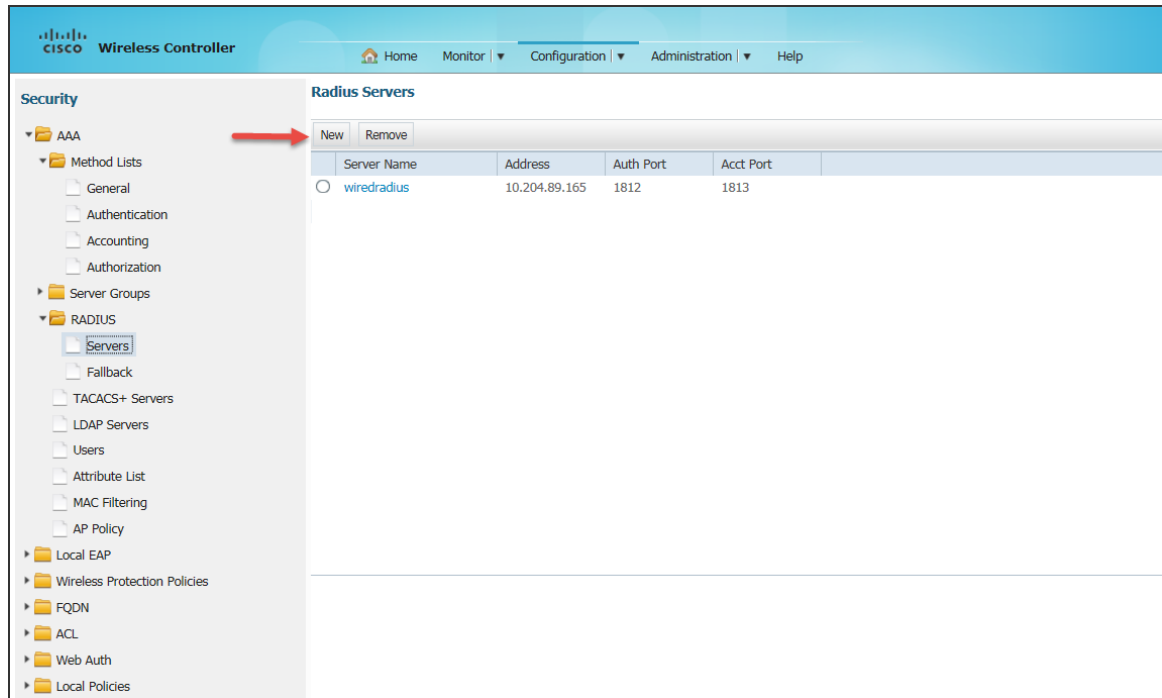 CISCO Wireless Controller
Home Monitor Configuration Administration Help
Security
AAA
Method Lists
General
Authentication
Accounting
Authorization
Server Groups
RADIUS
Servers
Fallback
TACACS+ Servers
LDAP Servers
Users
Attribute List
MAC Filtering
AP Policy
Local EAP
Wireless Protection Policies
FQDN
ACL
Web Auth
Local Policies
Radius Servers
New Remove
Server Name Address Auth Port Acct Port
wiredradius 10.204.89.165 1812 1813